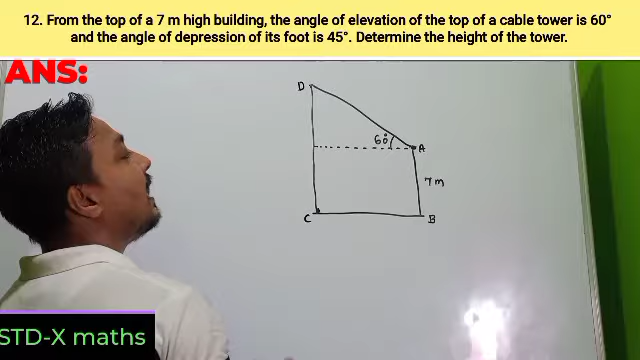 12. From the top of a 7 m high building, the angle of elevation of the top of a cable tower is 60°
and the angle of depression of its foot is 45°. Determine the height of the tower.
ANS:
D
60°
A
7 m
C
B
STD-X maths